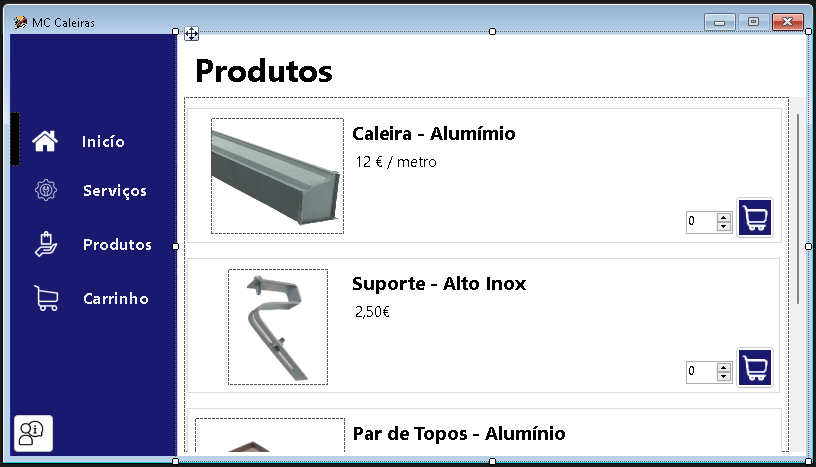 MC Caleiras
Produtos
Inicío
Serviços
Produtos
Carrinho
Caleira - Alumímio
12 € / metro
0
Suporte - Alto Inox
2,50€
0
Par de Topos - Alumínio